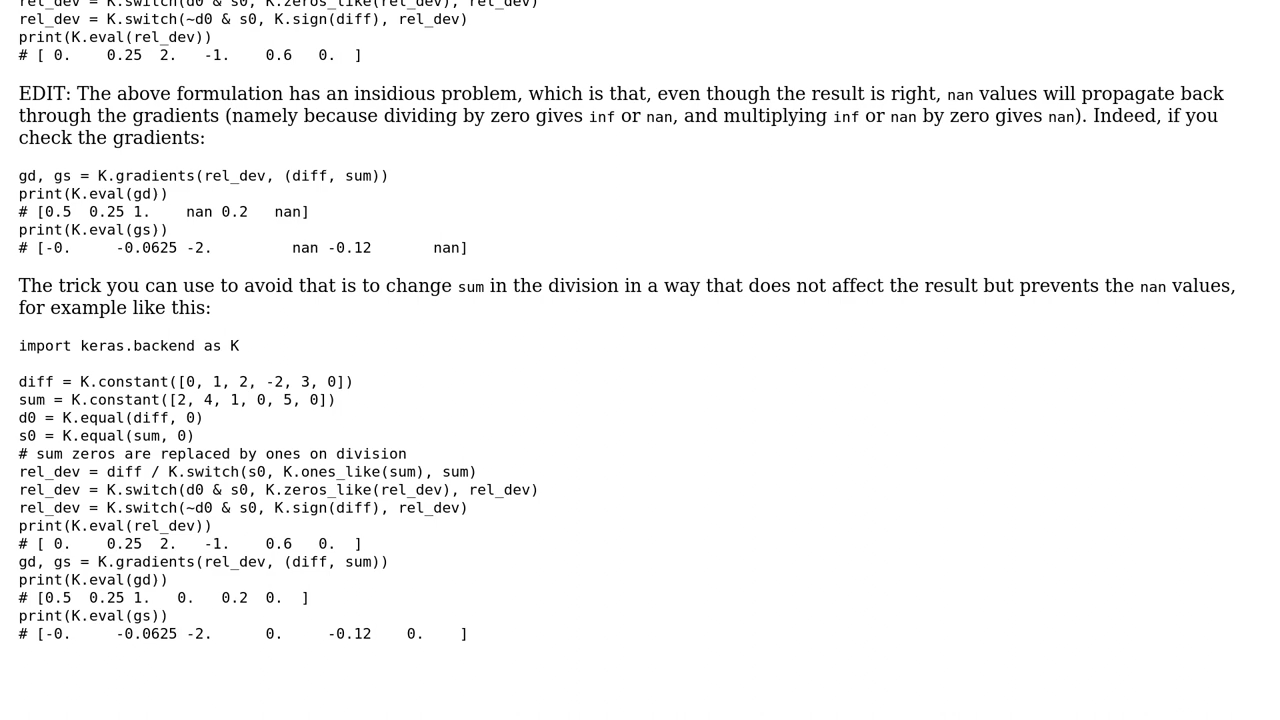 rel_dev = K.switch(d0 & s0, K.zeros_like(rel_dev), rel_dev)
rel_dev = K.switch(~d0 & s0, K.sign(diff), rel_dev)
print(K.eval(rel_dev))
# [ 0.    0.25  2.   -1.    0.6   0.  ]
EDIT: The above formulation has an insidious problem, which is that, even though the result is right, nan values will propagate back
through the gradients (namely because dividing by zero gives inf or nan, and multiplying inf or nan by zero gives nan). Indeed, if you
check the gradients:
gd, gs = K.gradients(rel_dev, (diff, sum))
print(K.eval(gd))
# [0.5  0.25 1.    nan 0.2   nan]
print(K.eval(gs))
# [-0.     -0.0625 -2.         nan -0.12       nan]
The trick you can use to avoid that is to change sum in the division in a way that does not affect the result but prevents the nan values,
for example like this:
import keras.backend as K
diff = K.constant([0, 1, 2, -2, 3, 0])
sum = K.constant([2, 4, 1, 0, 5, 0])
d0 = K.equal(diff, 0)
s0 = K.equal(sum, 0)
# sum zeros are replaced by ones on division
rel_dev = diff / K.switch(s0, K.ones_like(sum), sum)
rel_dev = K.switch(d0 & s0, K.zeros_like(rel_dev), rel_dev)
rel_dev = K.switch(~d0 & s0, K.sign(diff), rel_dev)
print(K.eval(rel_dev))
# [ 0.    0.25  2.   -1.    0.6   0.  ]
gd, gs = K.gradients(rel_dev, (diff, sum))
print(K.eval(gd))
# [0.5  0.25 1.   0.   0.2  0.  ]
print(K.eval(gs))
# [-0.     -0.0625 -2.      0.     -0.12    0.    ]